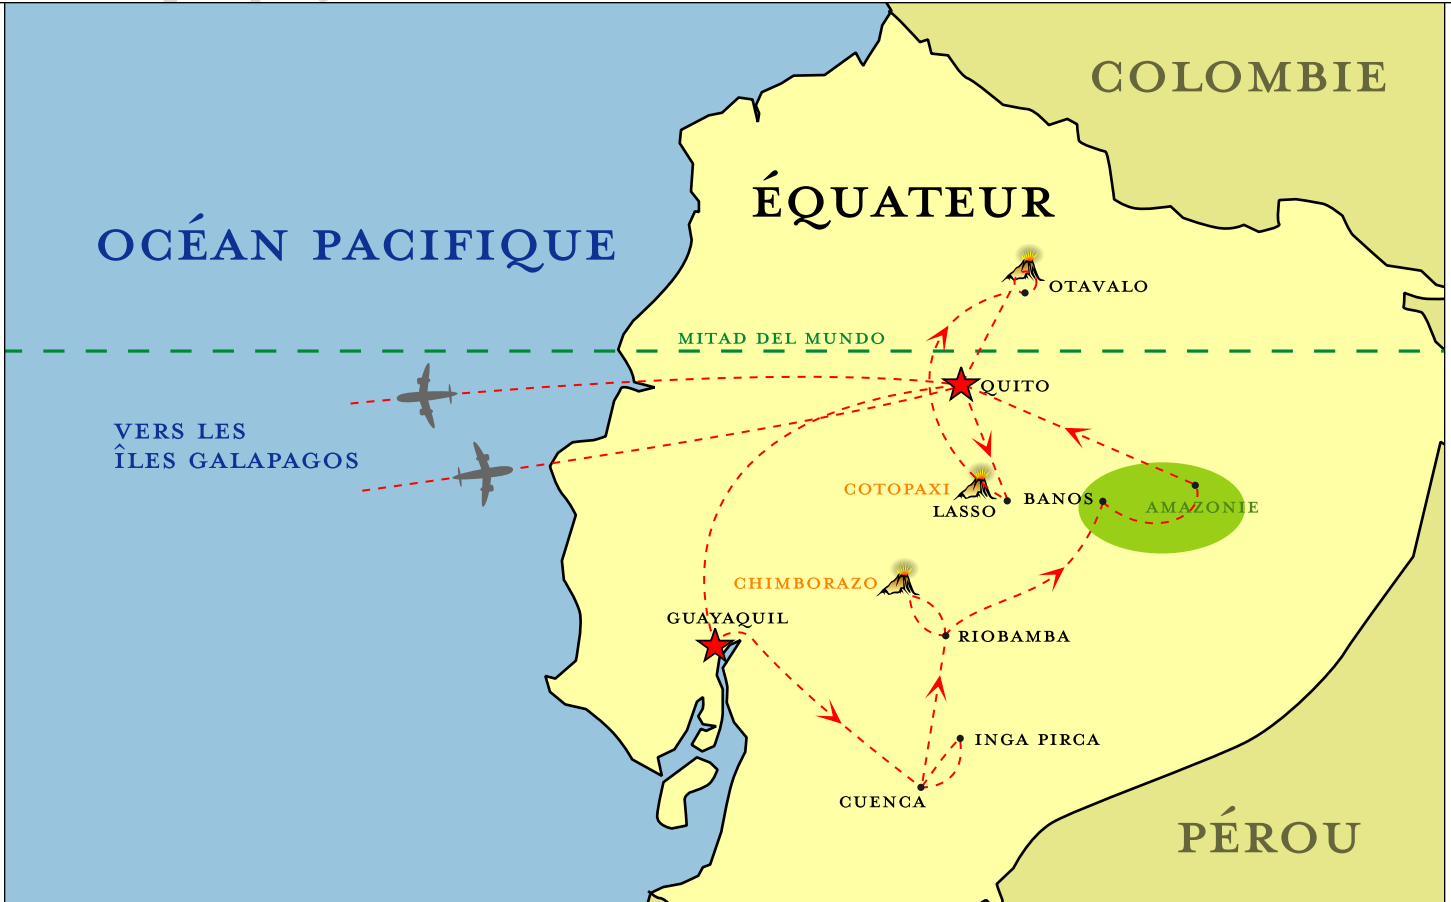 COLOMBIE
ÉQUATEUR
OCÉAN PACIFIQUE
OTAVALO
MITAD DEL MUNDO
QUITO
VERS LES
ÎLES GALAPAGOS
COTOPAXI
LASSO
BANOS
AMAZONIE
CHIMBORAZO
GUAYAQUIL
RIOBAMBA
INGA PIRCA
CUENCA
PÉROU